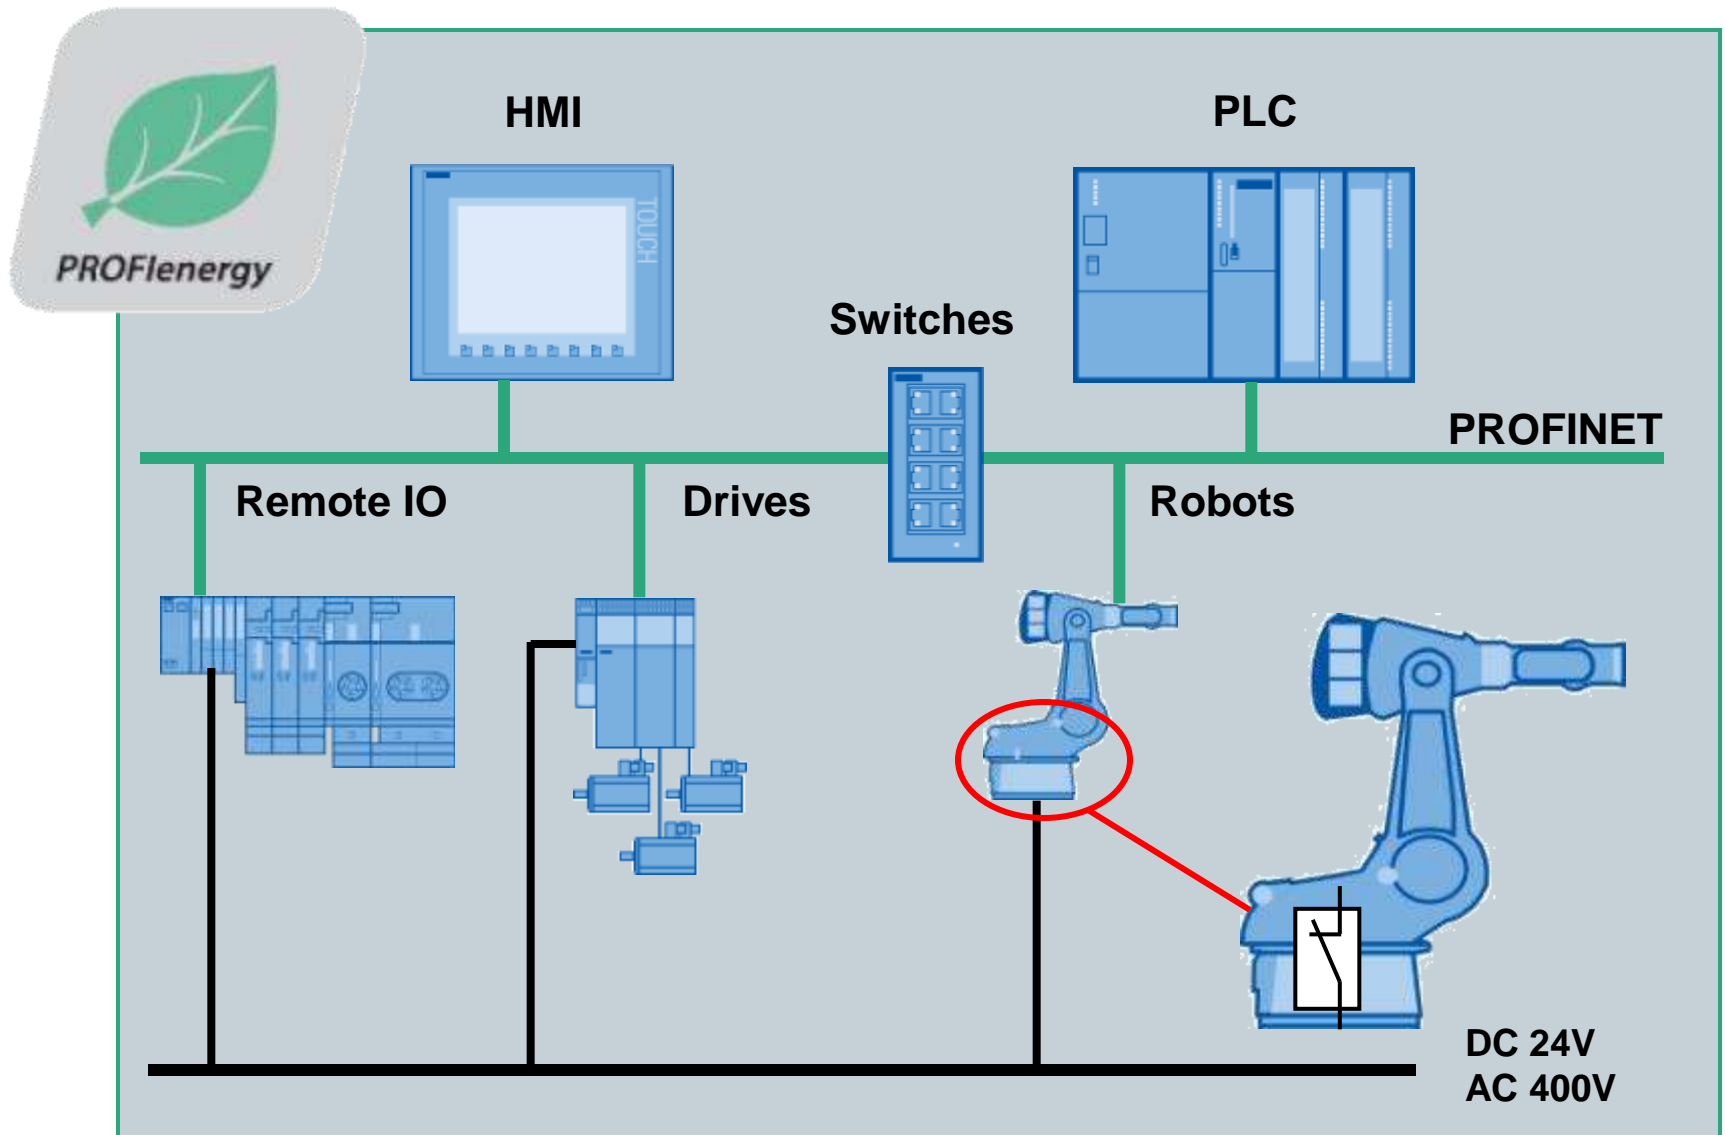 PROFIenergy
HMI
PLC
TOUCH
Switches
PROFINET
Remote IO
Drives
Robots
DC 24V
AC 400V